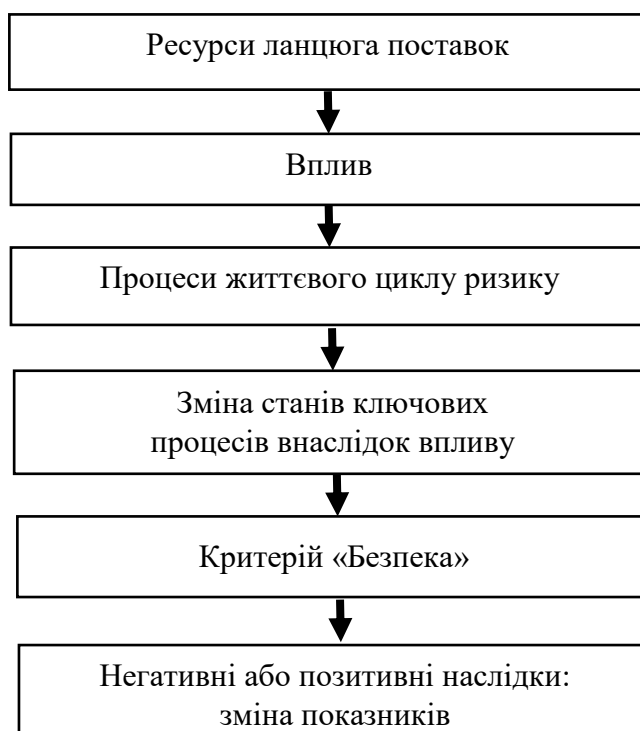 Ресурси ланцюга поставок
Вплив
Процеси життєвого циклу ризику
Зміна станів ключових
процесів внаслідок впливу
Критерій «Безпека»
Негативні або позитивні наслідки:
зміна показників